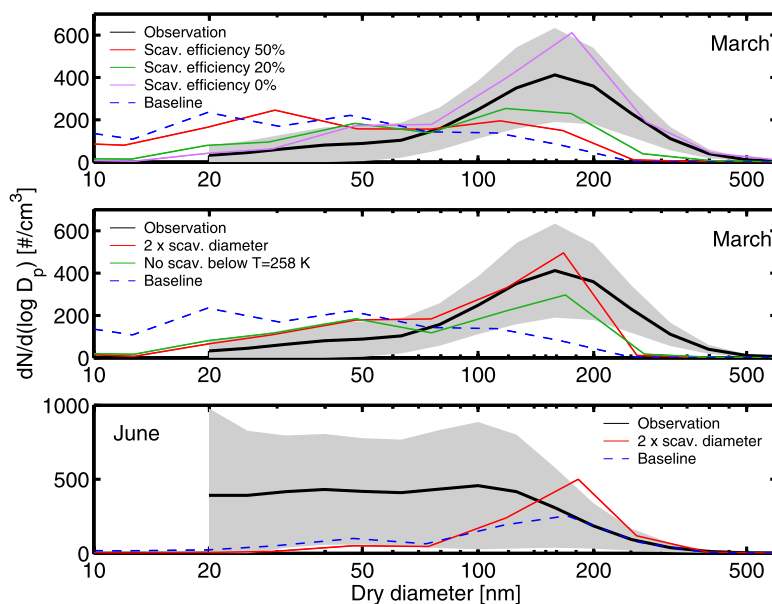 600
400
200
0
Observation
Scav. efficiency 50%
Scav. efficiency 20%
Scav. efficiency 0%
Baseline
March
10 20 50 100 200 500
dN/d(log Dp) [#/cm3]
600
400
200
0
Observation
2 x scav. diameter
No scav. below T=258 K
Baseline
March
10 20 50 100 200 500
1000
500
0
June
Observation
2 x scav. diameter
Baseline
10 20 50 100 200 500
Dry diameter [nm]